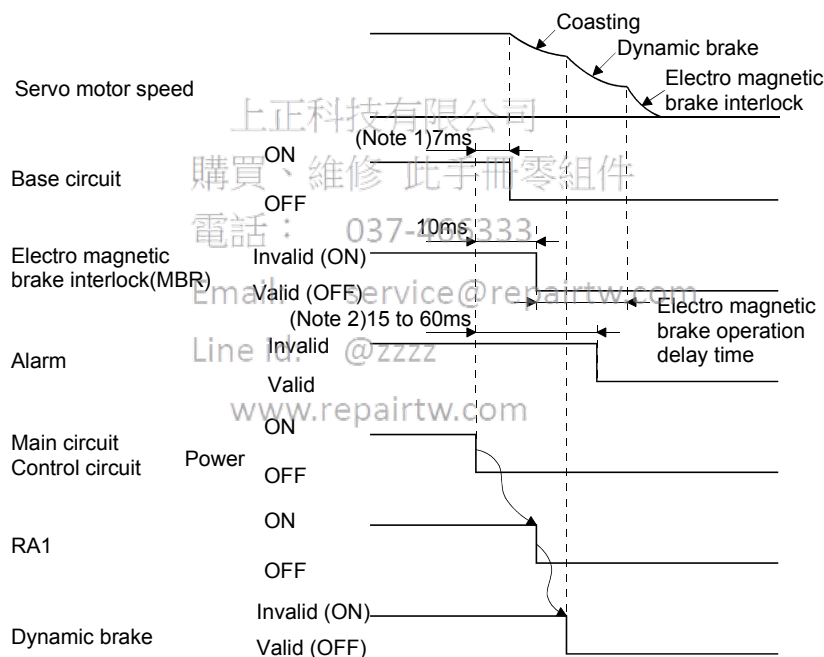 Coasting
Dynamic brake
Electro magnetic
brake interlock
Servo motor speed
上正科技有限公司
(Note 1)7ms
ON
Base circuit
購買、維修 此手冊零組件
OFF
電話： 037-466333
10ms
Electro magnetic
brake interlock(MBR)
Invalid (ON)
Valid (OFF)
Email: service@repairtw.com
(Note 2)15 to 60ms
Electro magnetic
brake operation
delay time
Line Id: @zzzz
Invalid
Alarm
Valid
www.repairtw.com
ON
Main circuit
Control circuit
Power
OFF
ON
RA1
OFF
Invalid (ON)
Dynamic brake
Valid (OFF)